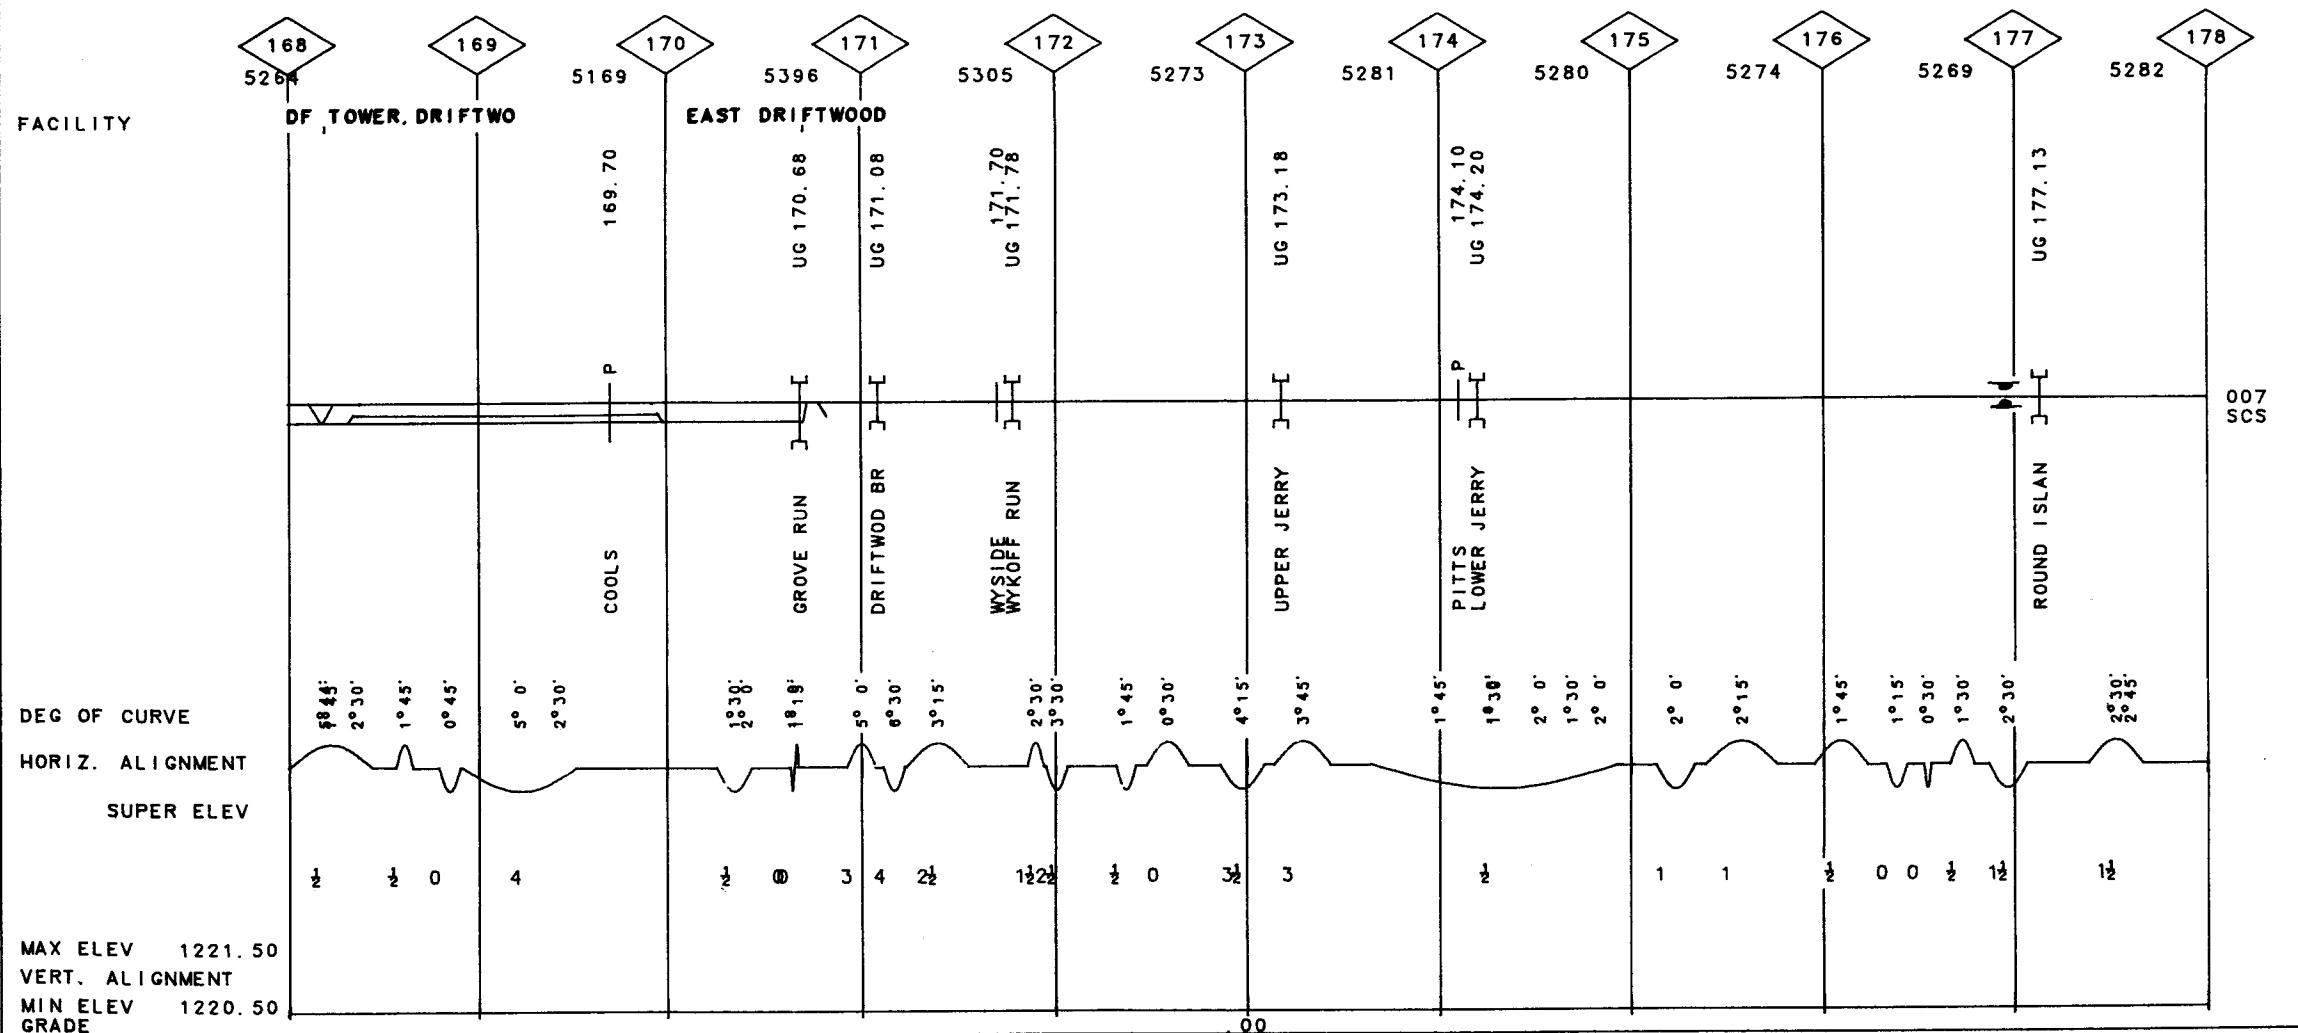 168 169 170 171 172 173 174 175 176 177 178
5264 5169 5396 5305 5273 5281 5280 5274 5269 5282
FACILITY DF TOWER, DRIFTWO EAST DRIFTWOOD
169.70
UG 170.68
UG 171.08
171.70
UG 171.78
UG 173.18
174.10
UG 174.20
UG 177.13
P
P
007
SCS
COOLS
GROVE RUN
DRIFTWOD BR
WYSIDE
WYKOFF RUN
UPPER JERRY
PITTS
LOWER JERRY
ROUND ISLAN
DEG OF CURVE 2°30' 1°45' 0°45' 5° 0' 2°30' 1°30' 2° 0' 5° 0' 6°30' 3°15' 2°30' 3°30' 1°45' 0°30' 4°15' 3°45' 1°45' 2° 0' 1°30' 2° 0' 2° 0' 2°15' 1°45' 1°15' 0°30' 1°30' 2°30' 2°30' 2°45'
HORIZ. ALIGNMENT
SUPER ELEV
½ ½ 0 4 ½ 0 3 4 2½ 1½ 2½ ½ 0 3½ 3 ½ 1 1 ½ 0 0 ½ 1½ 1½
MAX ELEV 1221.50
VERT. ALIGNMENT
MIN ELEV 1220.50
GRADE .00